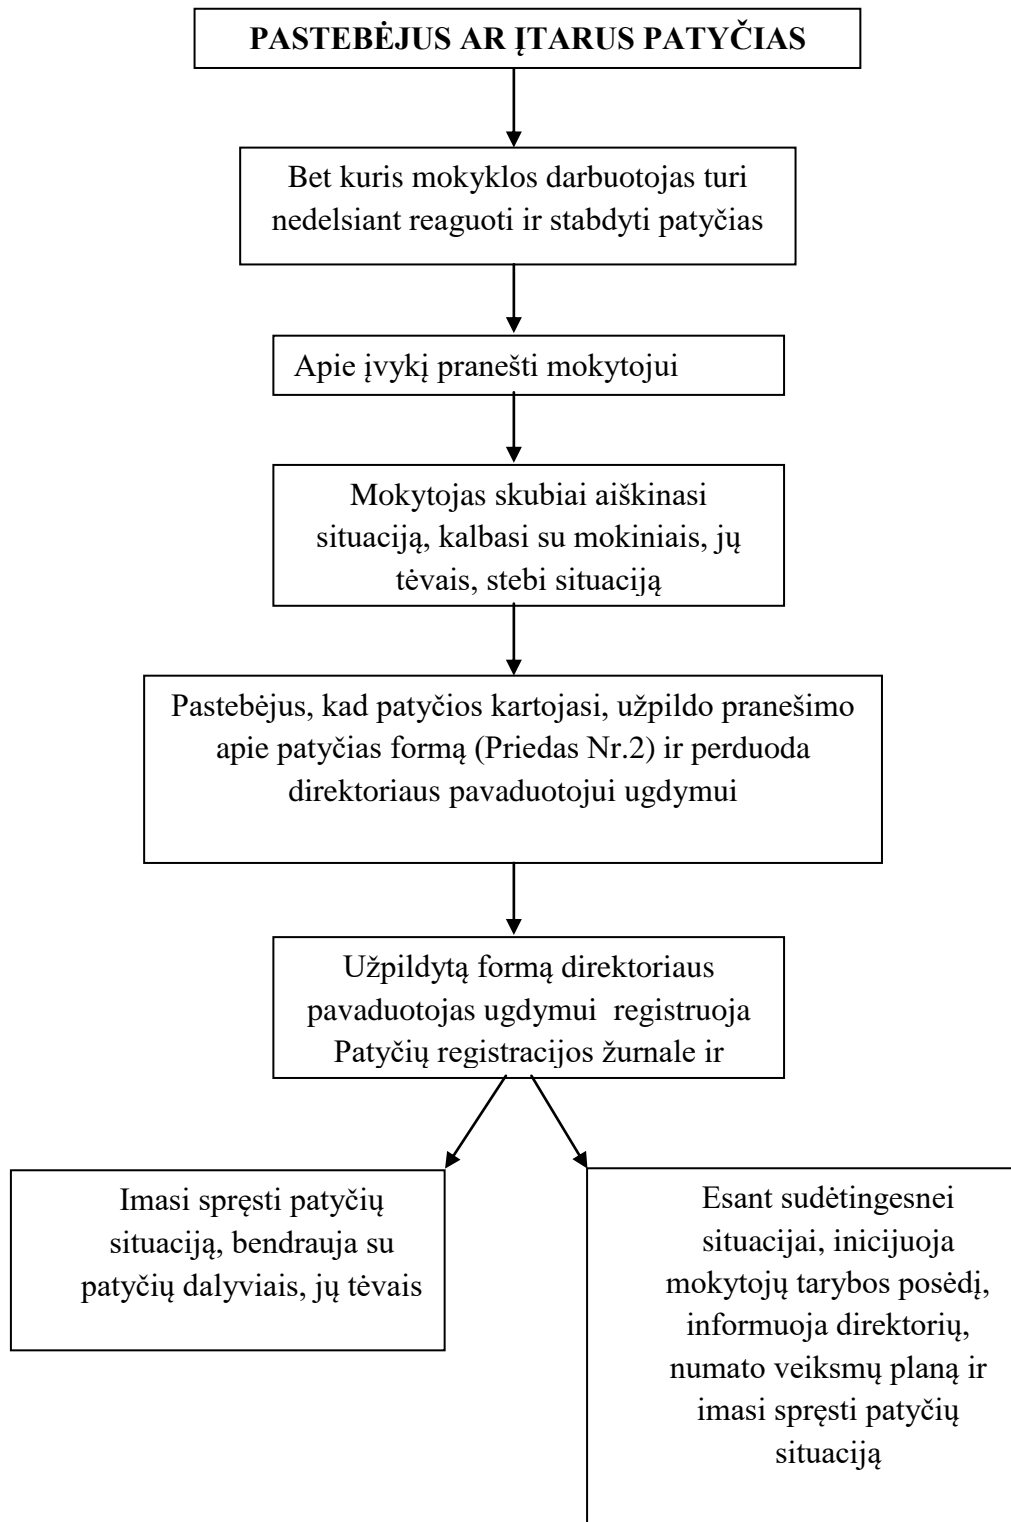 PASTEBĖJUS AR ĮTARUS PATYČIAS
Bet kuris mokyklos darbuotojas turi
nedelsiant reaguoti ir stabdyti patyčias
Apie įvykį pranešti mokytojui
Mokytojas skubiai aiškinasi
situaciją, kalbasi su mokiniais, jų
tėvais, stebi situaciją
Pastebėjus, kad patyčios kartojasi, užpildo pranešimo
apie patyčias formą (Priedas Nr.2) ir perduoda
direktoriaus pavaduotojui ugdymui
Užpildytą formą direktoriaus
pavaduotojas ugdymui  registruoja
Patyčių registracijos žurnale ir
Imasi spręsti patyčių
situaciją, bendrauja su
patyčių dalyviais, jų tėvais
Esant sudėtingesnei
situacijai, inicijuoja
mokytojų tarybos posėdį,
informuoja direktorių,
numato veiksmų planą ir
imasi spręsti patyčių
situaciją